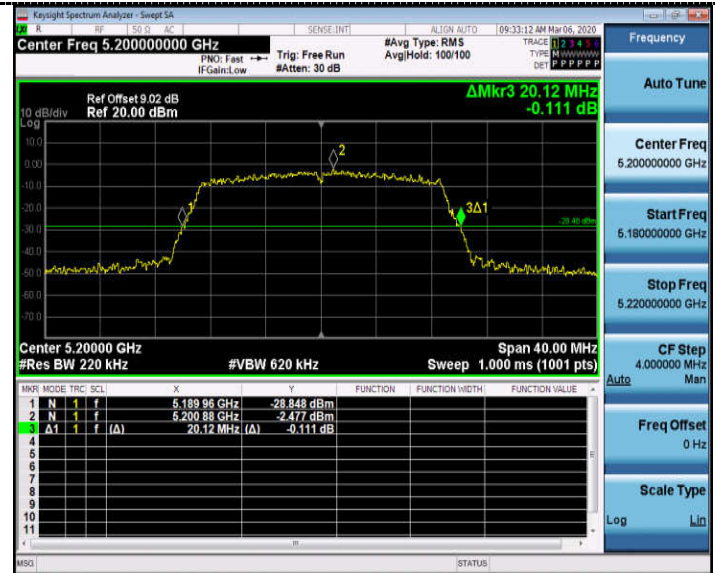 Keysight Spectrum Analyzer - Swept SA
R RF 50 Ω AC SENSE:INT ALIGN AUTO 09:33:12 AM Mar 06, 2020
Center Freq 5.200000000 GHz
PNO: Fast
IFGain:Low
Trig: Free Run
#Atten: 30 dB
#Avg Type: RMS
Avg|Hold: 100/100
TRACE 1 2 3 4 5 6
TYPE MWWWWW
DET P P P P P P
ΔMkr3 20.12 MHz
-0.111 dB
Ref Offset 9.02 dB
10 dB/div Ref 20.00 dBm
Log
10.0
0.00
-10.0
-20.0
-30.0
-40.0
-50.0
-60.0
-70.0
1
2
3Δ1
-28.48 dBm
Center 5.20000 GHz Span 40.00 MHz
#Res BW 220 kHz #VBW 620 kHz Sweep 1.000 ms (1001 pts)
MKR MODE TRC SCL X Y FUNCTION FUNCTION WIDTH FUNCTION VALUE
1 N 1 f 5.189 96 GHz -28.848 dBm
2 N 1 f 5.200 88 GHz -2.477 dBm
3 Δ1 1 f (Δ) 20.12 MHz (Δ) -0.111 dB
4
5
6
7
8
9
10
11
MSG STATUS
Frequency
Auto Tune
Center Freq
5.200000000 GHz
Start Freq
5.180000000 GHz
Stop Freq
5.220000000 GHz
CF Step
4.000000 MHz
Auto Man
Freq Offset
0 Hz
Scale Type
Log Lin